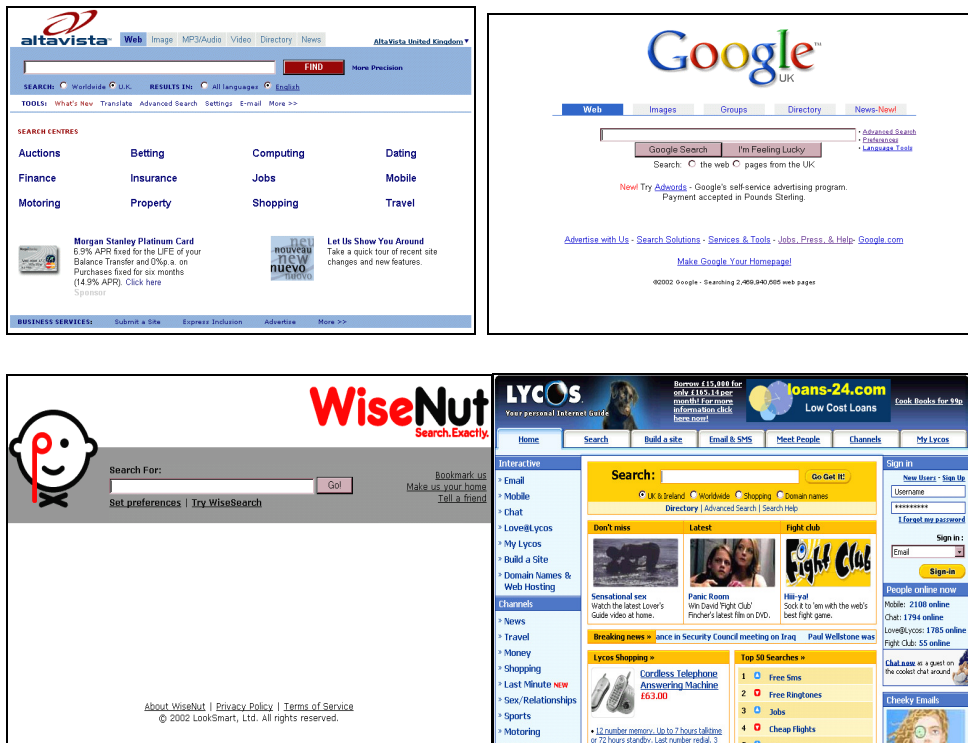 altavista™
Web Image MP3/Audio Video Directory News
AltaVista United Kingdom
FIND More Precision
SEARCH: Worldwide U.K. RESULTS IN: All languages English
TOOLS: What's New Translate Advanced Search Settings E-mail More >>
SEARCH CENTRES
Auctions Betting Computing Dating
Finance Insurance Jobs Mobile
Motoring Property Shopping Travel
Morgan Stanley Platinum Card
6.9% APR fixed for the LIFE of your
Balance Transfer and 0%p.a. on
Purchases fixed for six months
(14.9% APR). Click here
Sponsor
neu
nouveau
new
nuevo
nuovo
Let Us Show You Around
Take a quick tour of recent site
changes and new features.
BUSINESS SERVICES: Submit a Site Express Inclusion Advertise More >>
Google™
UK
Web Images Groups Directory News-New!
• Advanced Search
• Preferences
• Language Tools
Google Search I'm Feeling Lucky
Search: the web pages from the UK
New! Try Adwords - Google's self-service advertising program.
Payment accepted in Pounds Sterling.
Advertise with Us - Search Solutions - Services & Tools - Jobs, Press, & Help- Google.com
Make Google Your Homepage!
©2002 Google - Searching 2,469,940,685 web pages
WiseNut
Search.Exactly.
Search For:
Go!
Set preferences | Try WiseSearch
Bookmark us
Make us your home
Tell a friend
About WiseNut | Privacy Policy | Terms of Service
© 2002 LookSmart, Ltd. All rights reserved.
LYCOS
Your personal Internet Guide
Borrow £15,000 for
only £165.14 per
month! For more
information click
here now!
loans-24.com
Low Cost Loans
Cook Books for 99p
Home Search Build a site Email & SMS Meet People Channels My Lycos
Interactive
» Email
» Mobile
» Chat
» Love@Lycos
» My Lycos
» Build a Site
» Domain Names &
Web Hosting
Channels
» News
» Travel
» Money
» Shopping
» Last Minute NEW
» Sex/Relationships
» Sports
» Motoring
Search: Go Get It!
UK & Ireland Worldwide Shopping Domain names
Directory | Advanced Search | Search Help
Don't miss Latest Fight club
Fight Club
Sensational sex
Watch the latest Lover's
Guide video at home.
Panic Room
Win David 'Fight Club'
Fincher's latest film on DVD.
Hiii-ya!
Sock it to 'em with the web's
best fight game.
Breaking news » ance in Security Council meeting on Iraq Paul Wellstone was
Lycos Shopping »
Cordless Telephone
Answering Machine
£63.00
• 12 number memory. Up to 7 hours talktime
or 72 hours standby. Last number redial. 3
Top 50 Searches »
1 Free Sms
2 Free Ringtones
3 Jobs
4 Cheap Flights
Sign in
New Users - Sign Up
Username
*********
I forgot my password
Sign in :
Email
Sign-in
People online now
Mobile: 2108 online
Chat: 1794 online
Love@Lycos: 1785 online
Fight Club: 55 online
Chat now as a guest on
the coolest chat around
Cheeky Emails